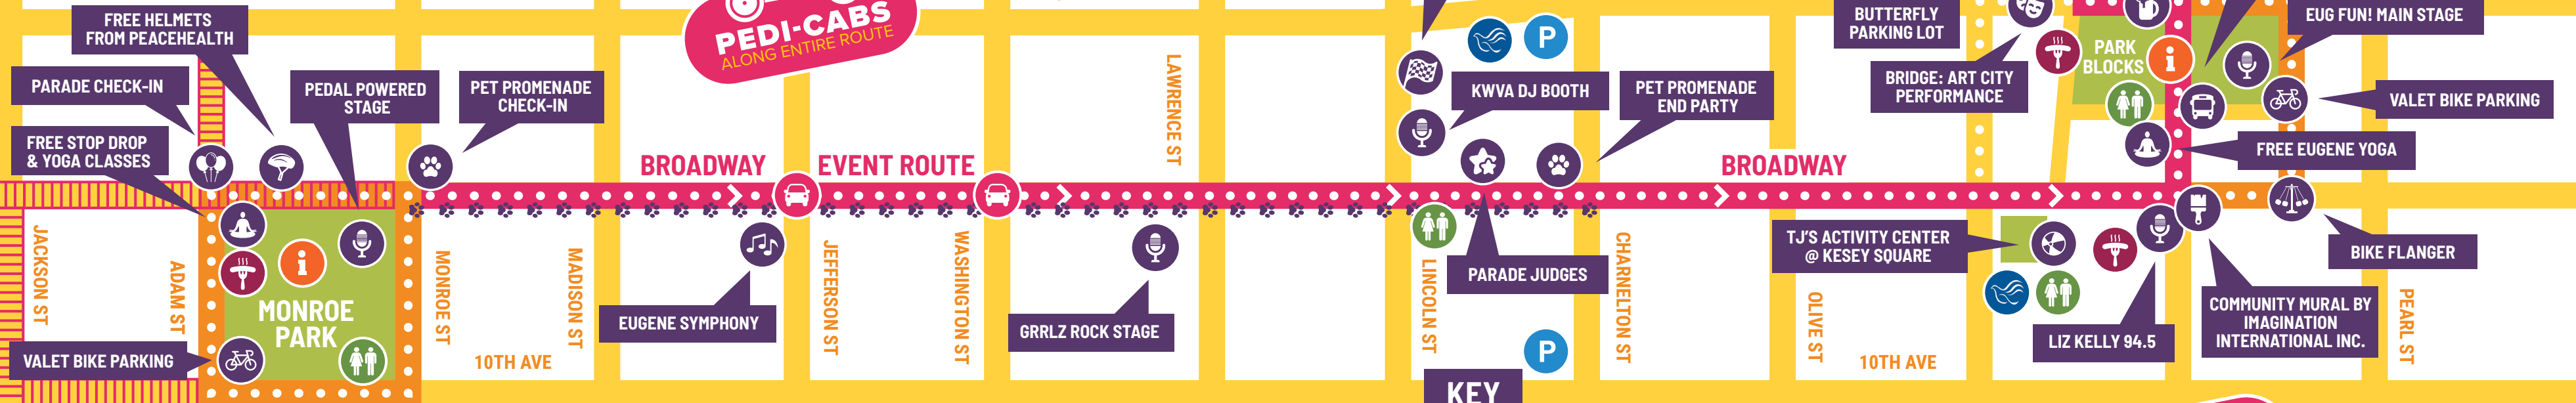 FREE HELMETS
FROM PEACEHEALTH
PARADE CHECK-IN
FREE STOP DROP
& YOGA CLASSES
PEDAL POWERED
STAGE
PET PROMENADE
CHECK-IN
PEDI-CABS
ALONG ENTIRE ROUTE
BROADWAY
EVENT ROUTE
LAWRENCE ST
P
KWVA DJ BOOTH
PET PROMENADE
END PARTY
BROADWAY
BUTTERFLY
PARKING LOT
BRIDGE: ART CITY
PERFORMANCE
PARK
BLOCKS
i
EUG FUN! MAIN STAGE
VALET BIKE PARKING
FREE EUGENE YOGA
JACKSON ST
ADAM ST
i
MONROE
PARK
VALET BIKE PARKING
MONROE ST
MADISON ST
10TH AVE
EUGENE SYMPHONY
JEFFERSON ST
WASHINGTON ST
GRRLZ ROCK STAGE
LINCOLN ST
PARADE JUDGES
P
KEY
CHARNELTON ST
TJ'S ACTIVITY CENTER
@ KESEY SQUARE
OLIVE ST
10TH AVE
LIZ KELLY 94.5
COMMUNITY MURAL BY
IMAGINATION
INTERNATIONAL INC.
BIKE FLANGER
PEARL ST